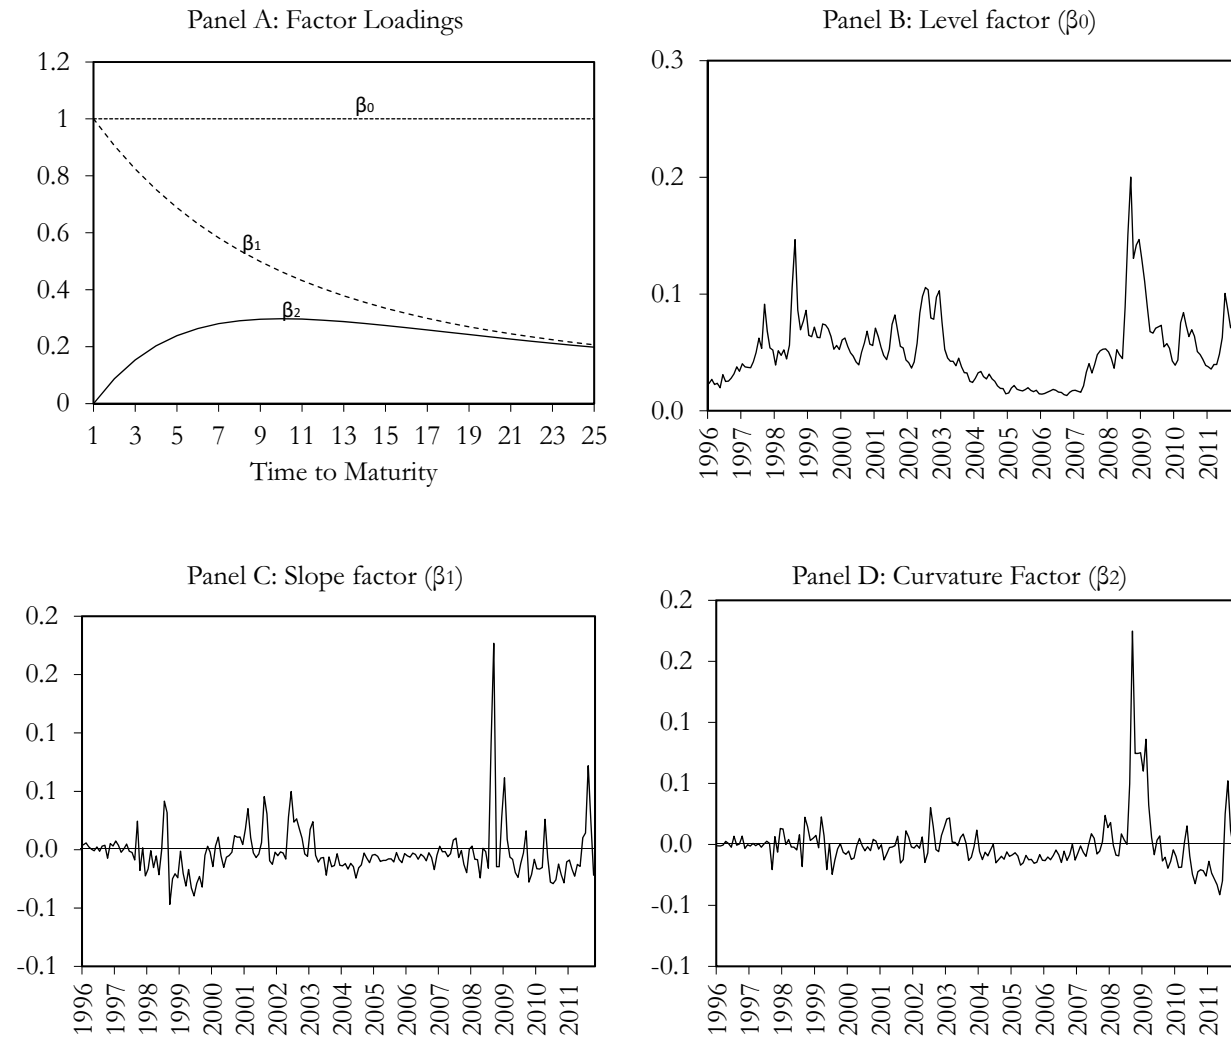 Panel A: Factor Loadings
1.2
1
0.8
0.6
0.4
0.2
0
β0
β1
β2
1 3 5 7 9 11 13 15 17 19 21 23 25
Time to Maturity
Panel B: Level factor (β0)
0.3
0.2
0.1
0.0
1996 1997 1998 1999 2000 2001 2002 2003 2004 2005 2006 2007 2008 2009 2010 2011
Panel C: Slope factor (β1)
0.2
0.2
0.1
0.1
0.0
-0.1
-0.1
1996 1997 1998 1999 2000 2001 2002 2003 2004 2005 2006 2007 2008 2009 2010 2011
Panel D: Curvature Factor (β2)
0.2
0.2
0.1
0.1
0.0
-0.1
-0.1
1996 1997 1998 1999 2000 2001 2002 2003 2004 2005 2006 2007 2008 2009 2010 2011